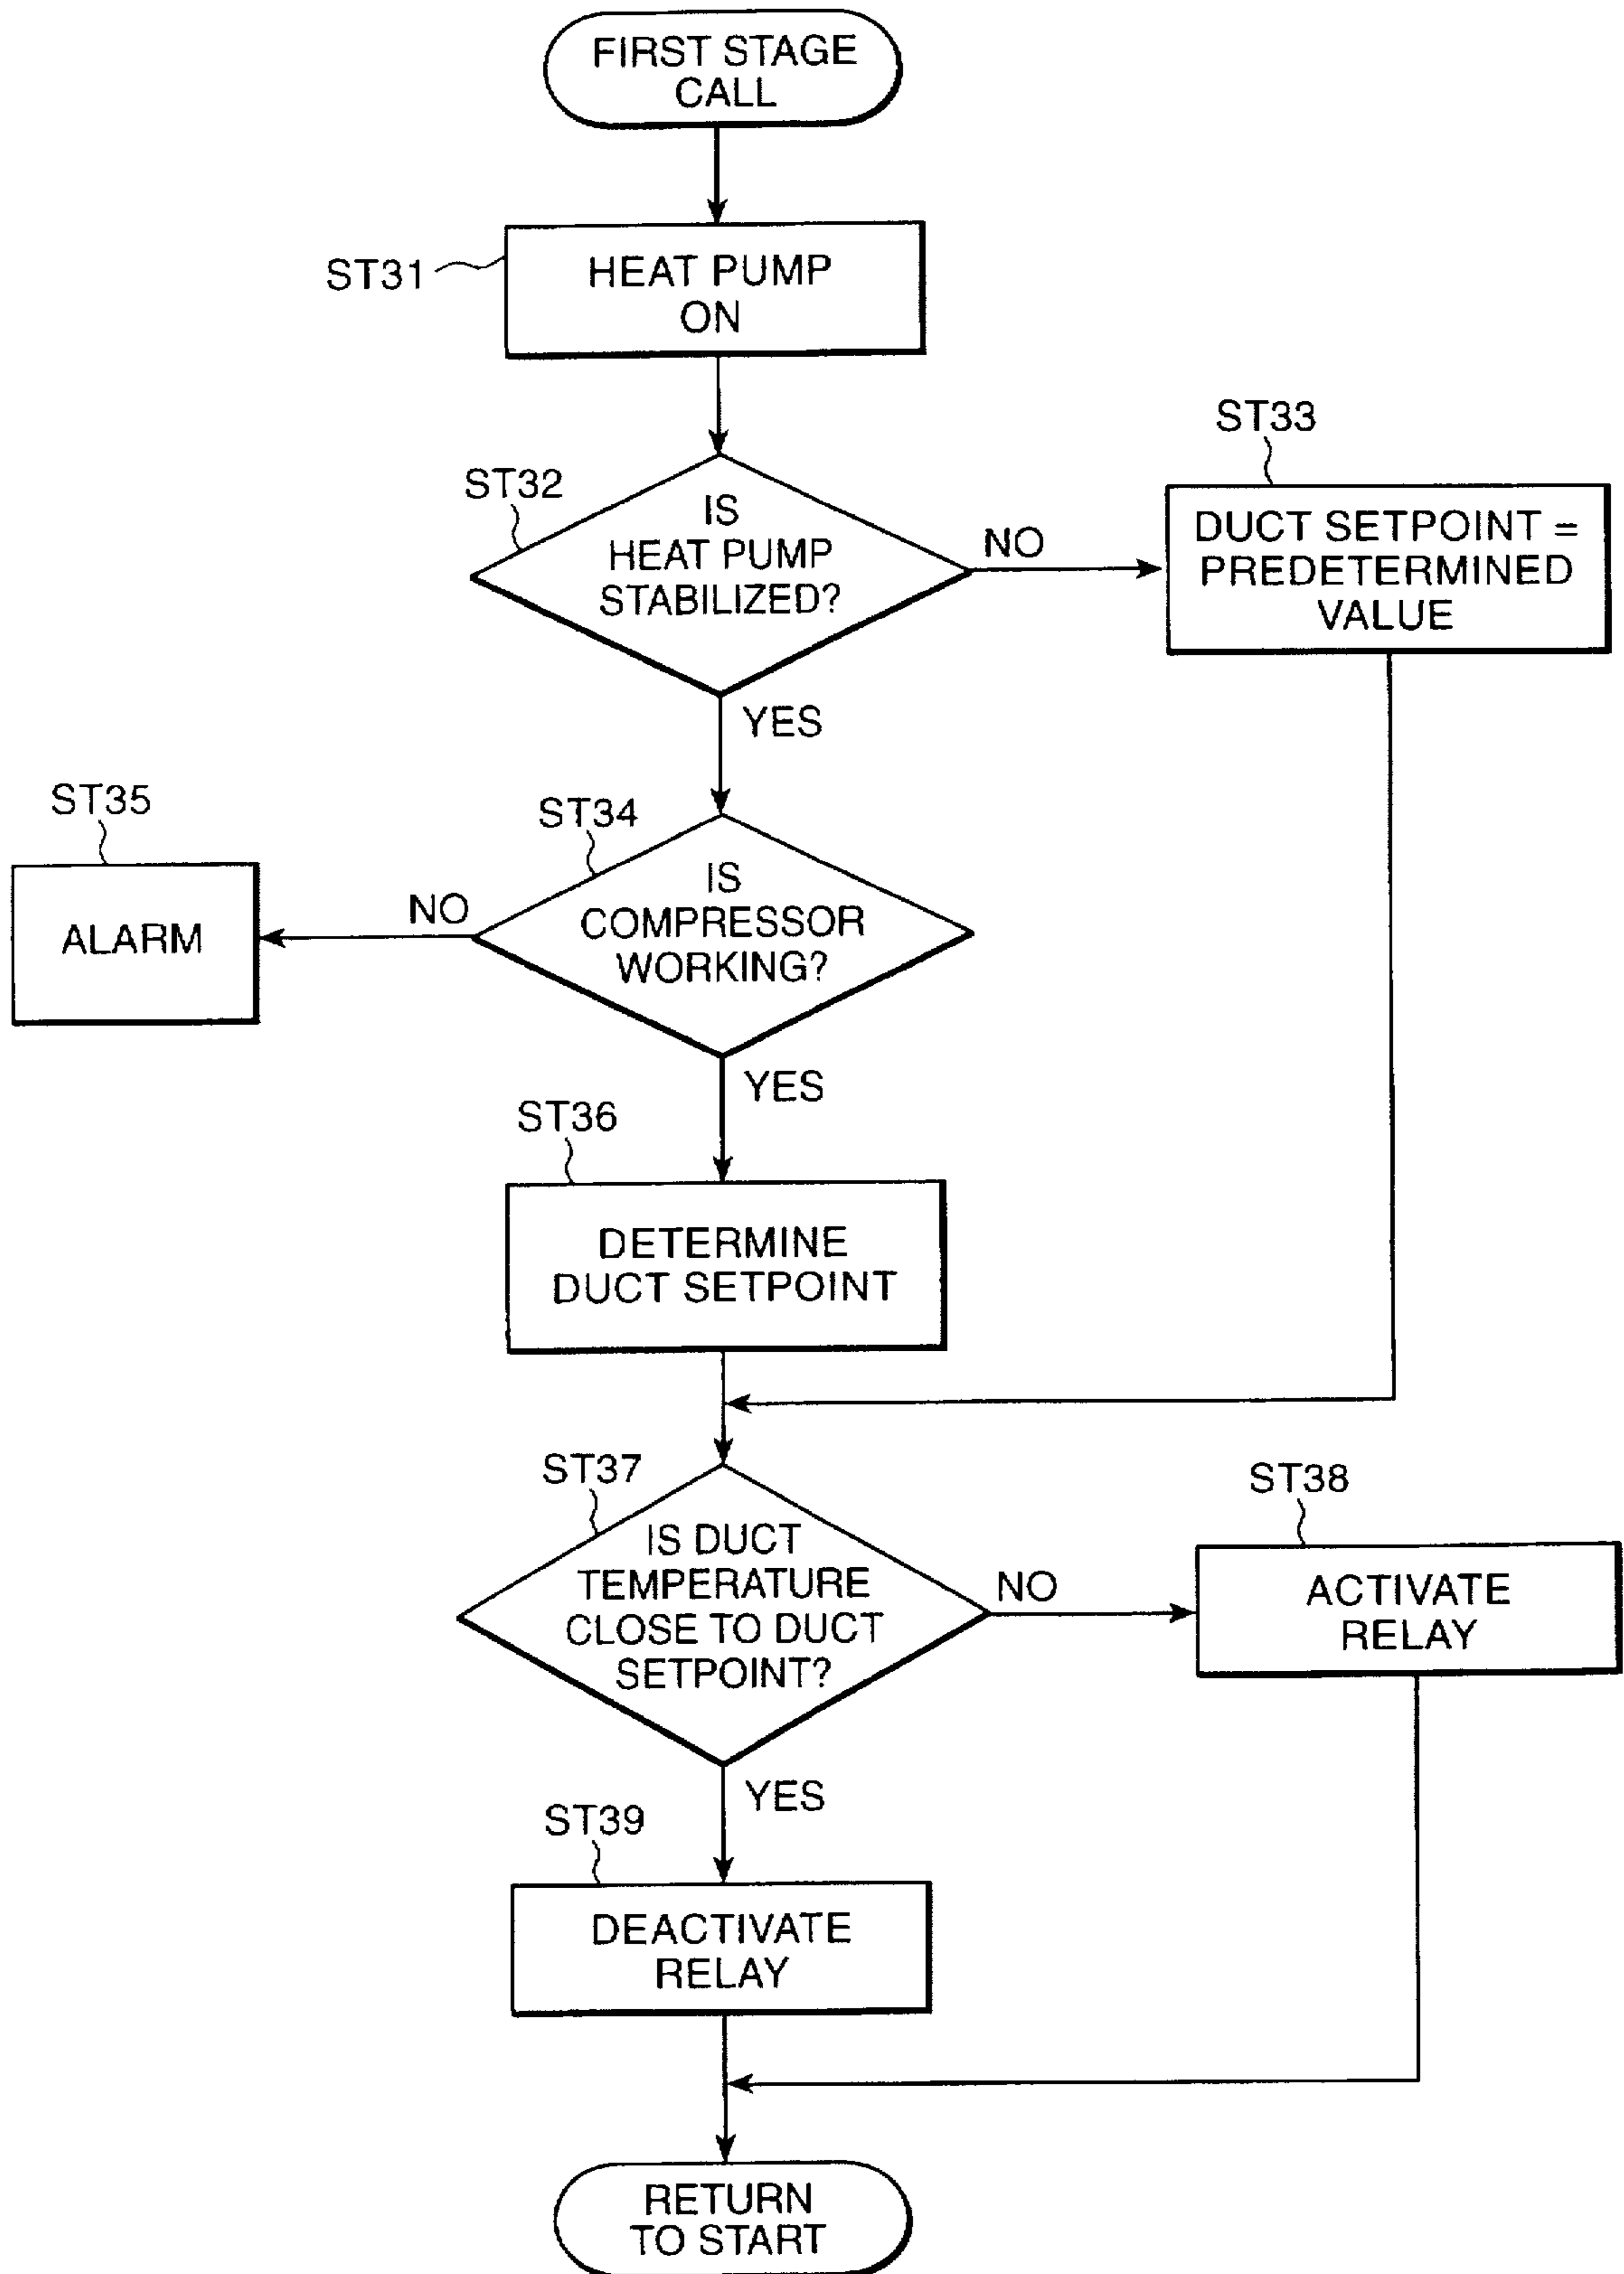 FIRST STAGE
CALL
ST31
HEAT PUMP
ON
ST32
IS
HEAT PUMP
STABILIZED?
NO
ST33
DUCT SETPOINT =
PREDETERMINED
VALUE
YES
ST35
ALARM
NO
ST34
IS
COMPRESSOR
WORKING?
YES
ST36
DETERMINE
DUCT SETPOINT
ST37
IS DUCT
TEMPERATURE
CLOSE TO DUCT
SETPOINT?
NO
ST38
ACTIVATE
RELAY
YES
ST39
DEACTIVATE
RELAY
RETURN
TO START